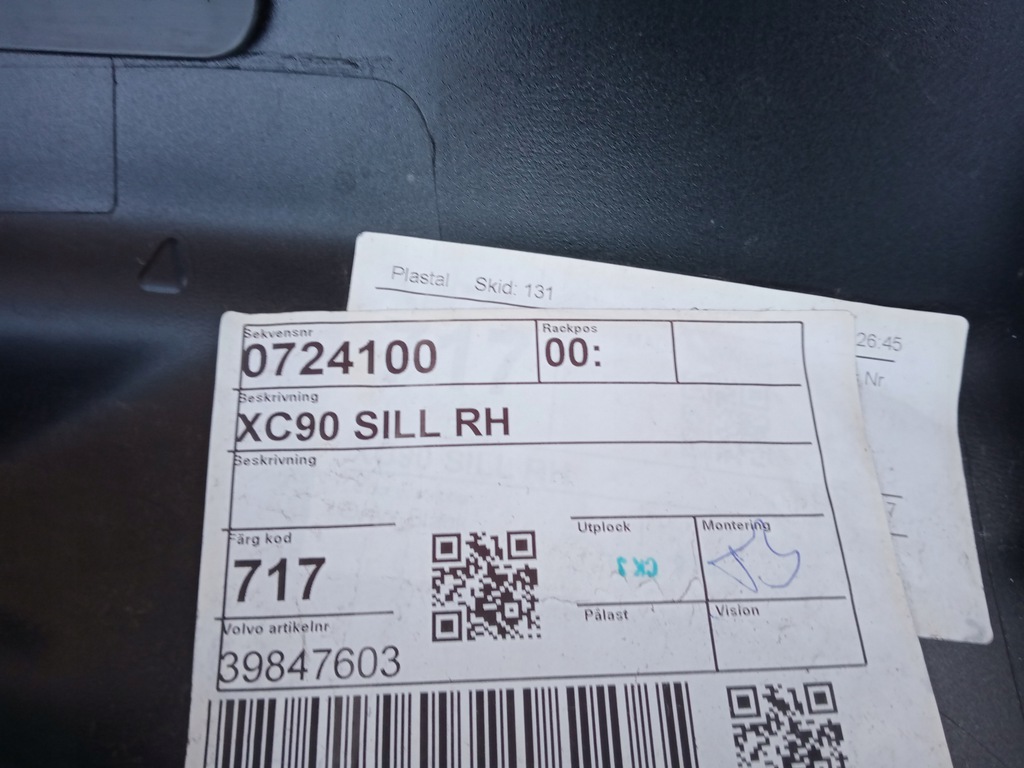 Plastal Skid: 131
26:45
Nr
Sekvensnr
0724100
Rackpos
00:
Beskrivning
XC90 SILL RH
Beskrivning
Färg kod
717
Utplock
Montering
Pålast
Vision
Volvo artikelnr
39847603